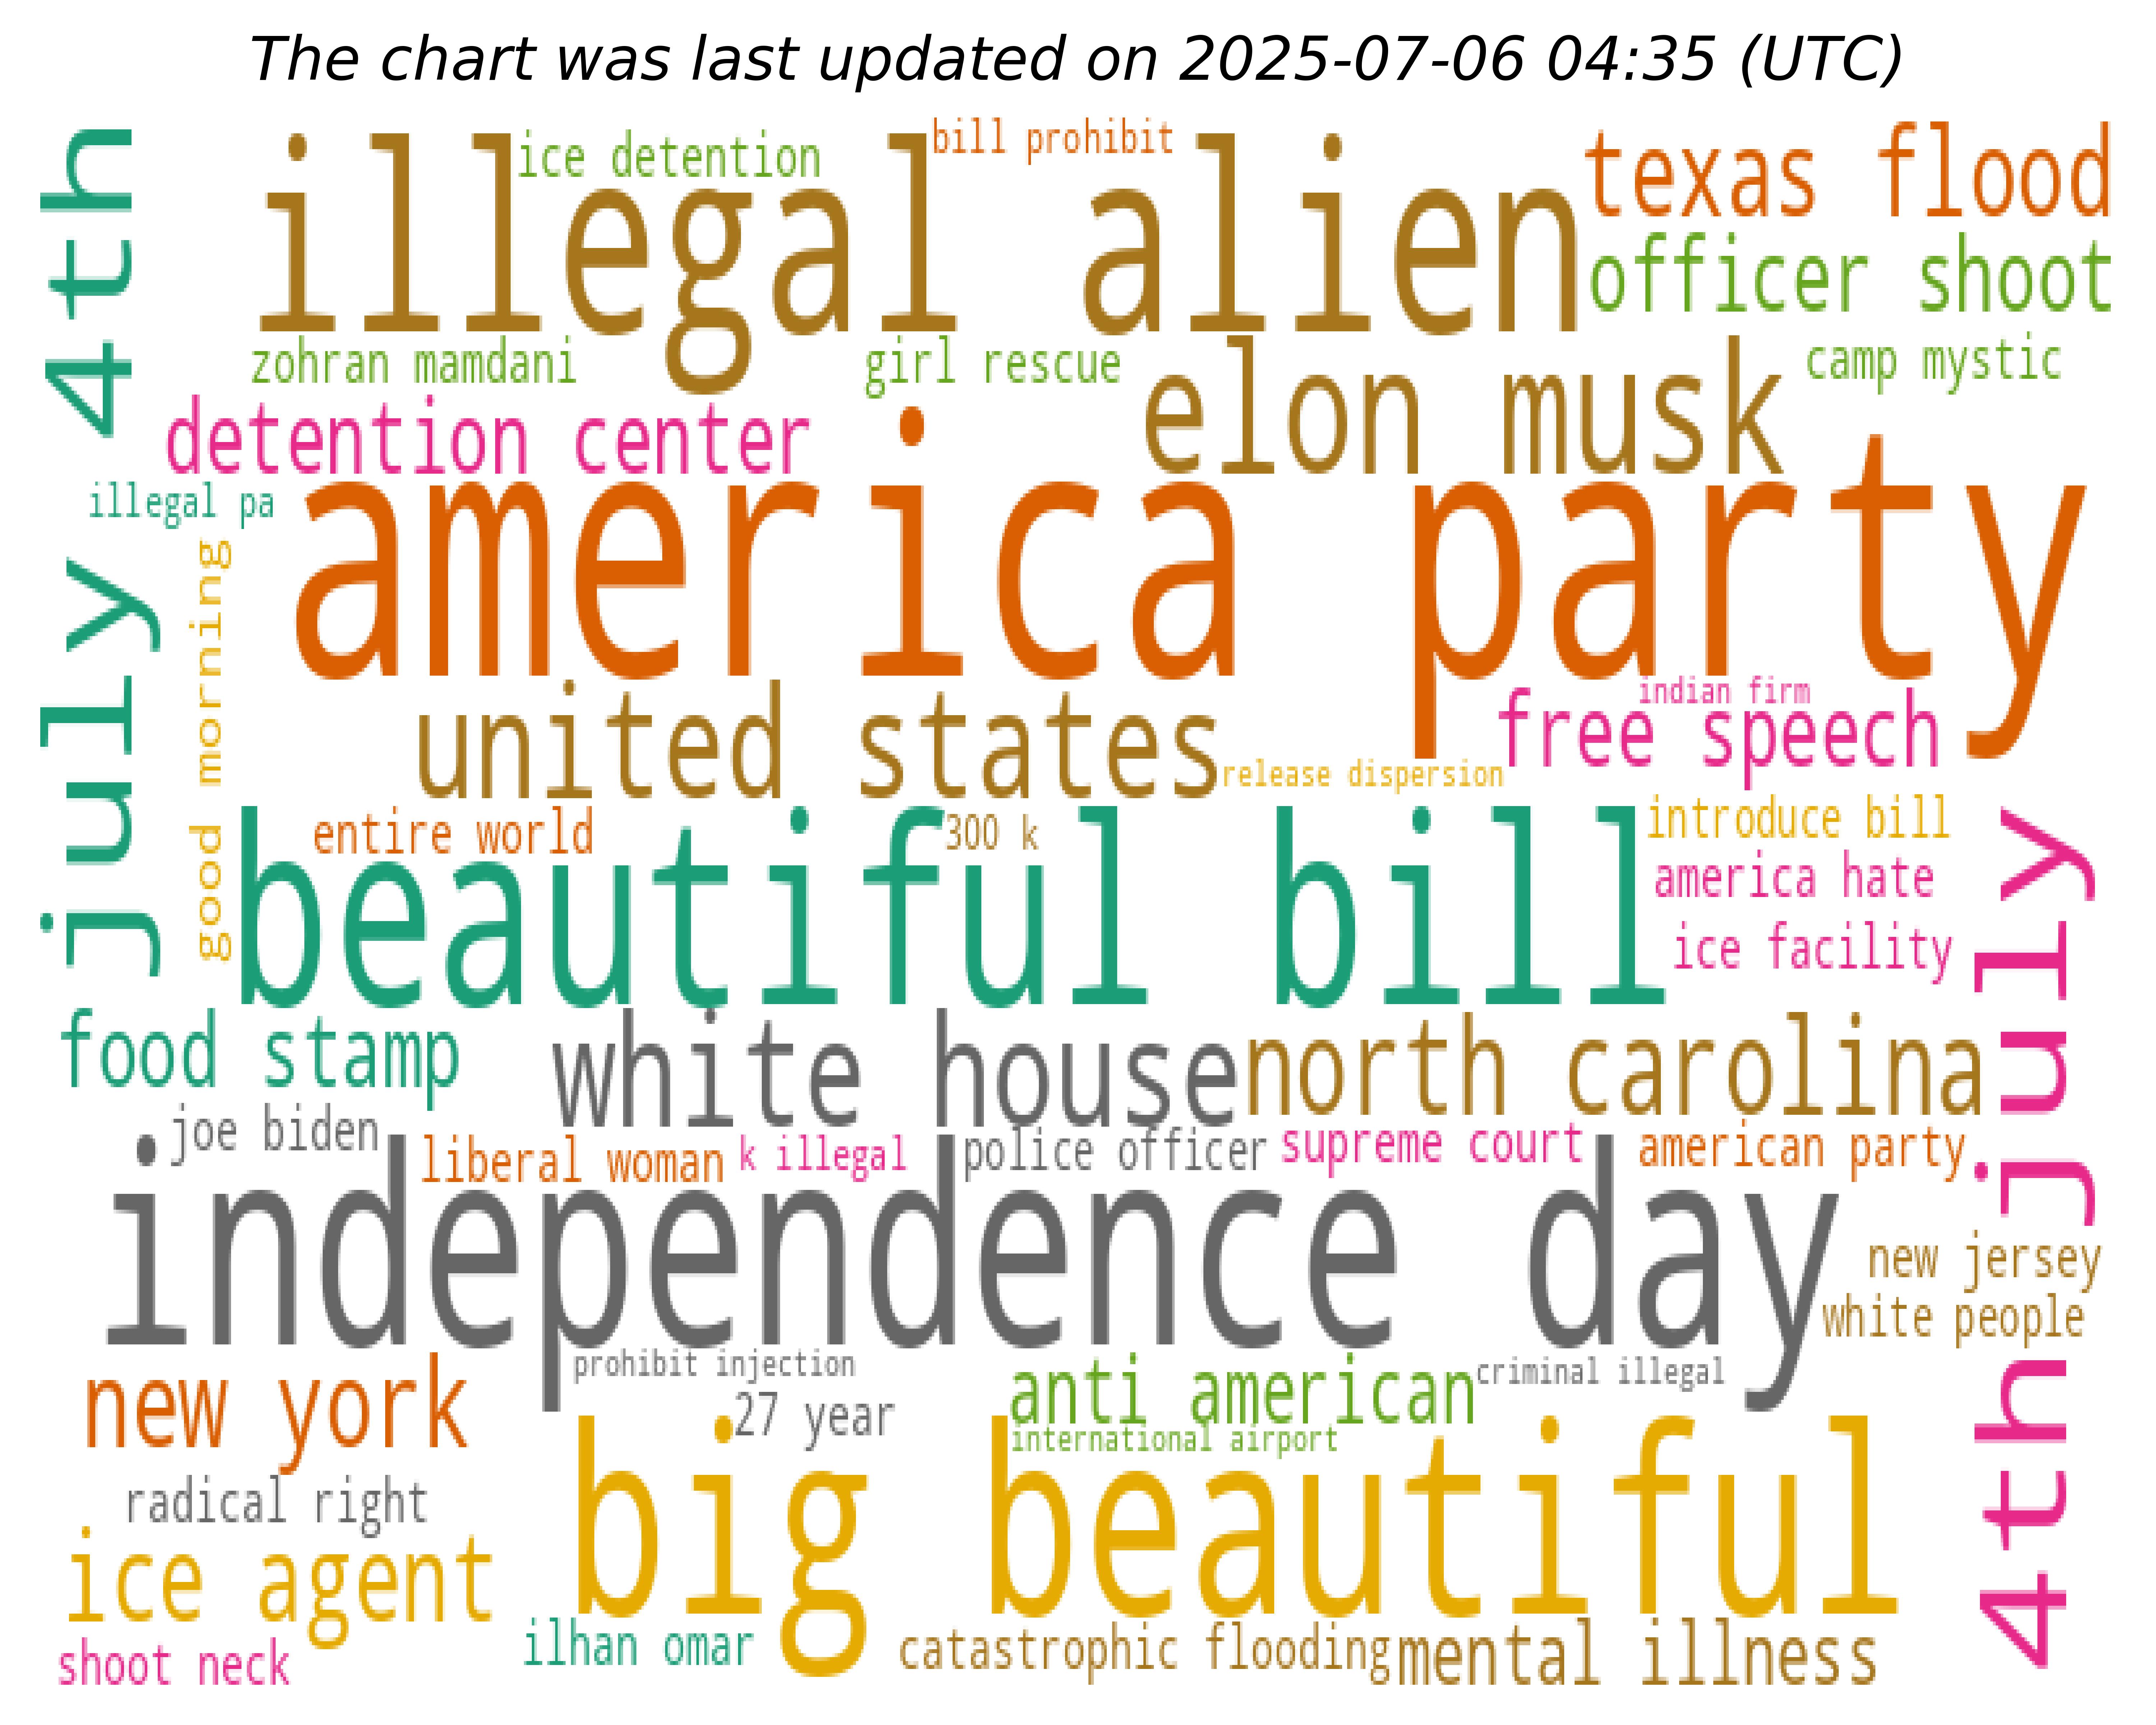 The chart was last updated on 2025-07-06 04:35 (UTC)
july 4th
illegal alien
ice detention
bill prohibit
texas flood
officer shoot
zohran mamdani
girl rescue
elon musk
camp mystic
detention center
america party
illegal pa
good morning
united states
indian firm
free speech
release dispersion
entire world
300 k
beautiful bill
introduce bill
america hate
ice facility
4th july
food stamp
white house
north carolina
joe biden
liberal woman
k illegal
police officer
supreme court
american party
independence day
new jersey
white people
new york
prohibit injection
27 year
anti american
criminal illegal
international airport
big beautiful
radical right
ice agent
shoot neck
ilhan omar
catastrophic flooding
mental illness